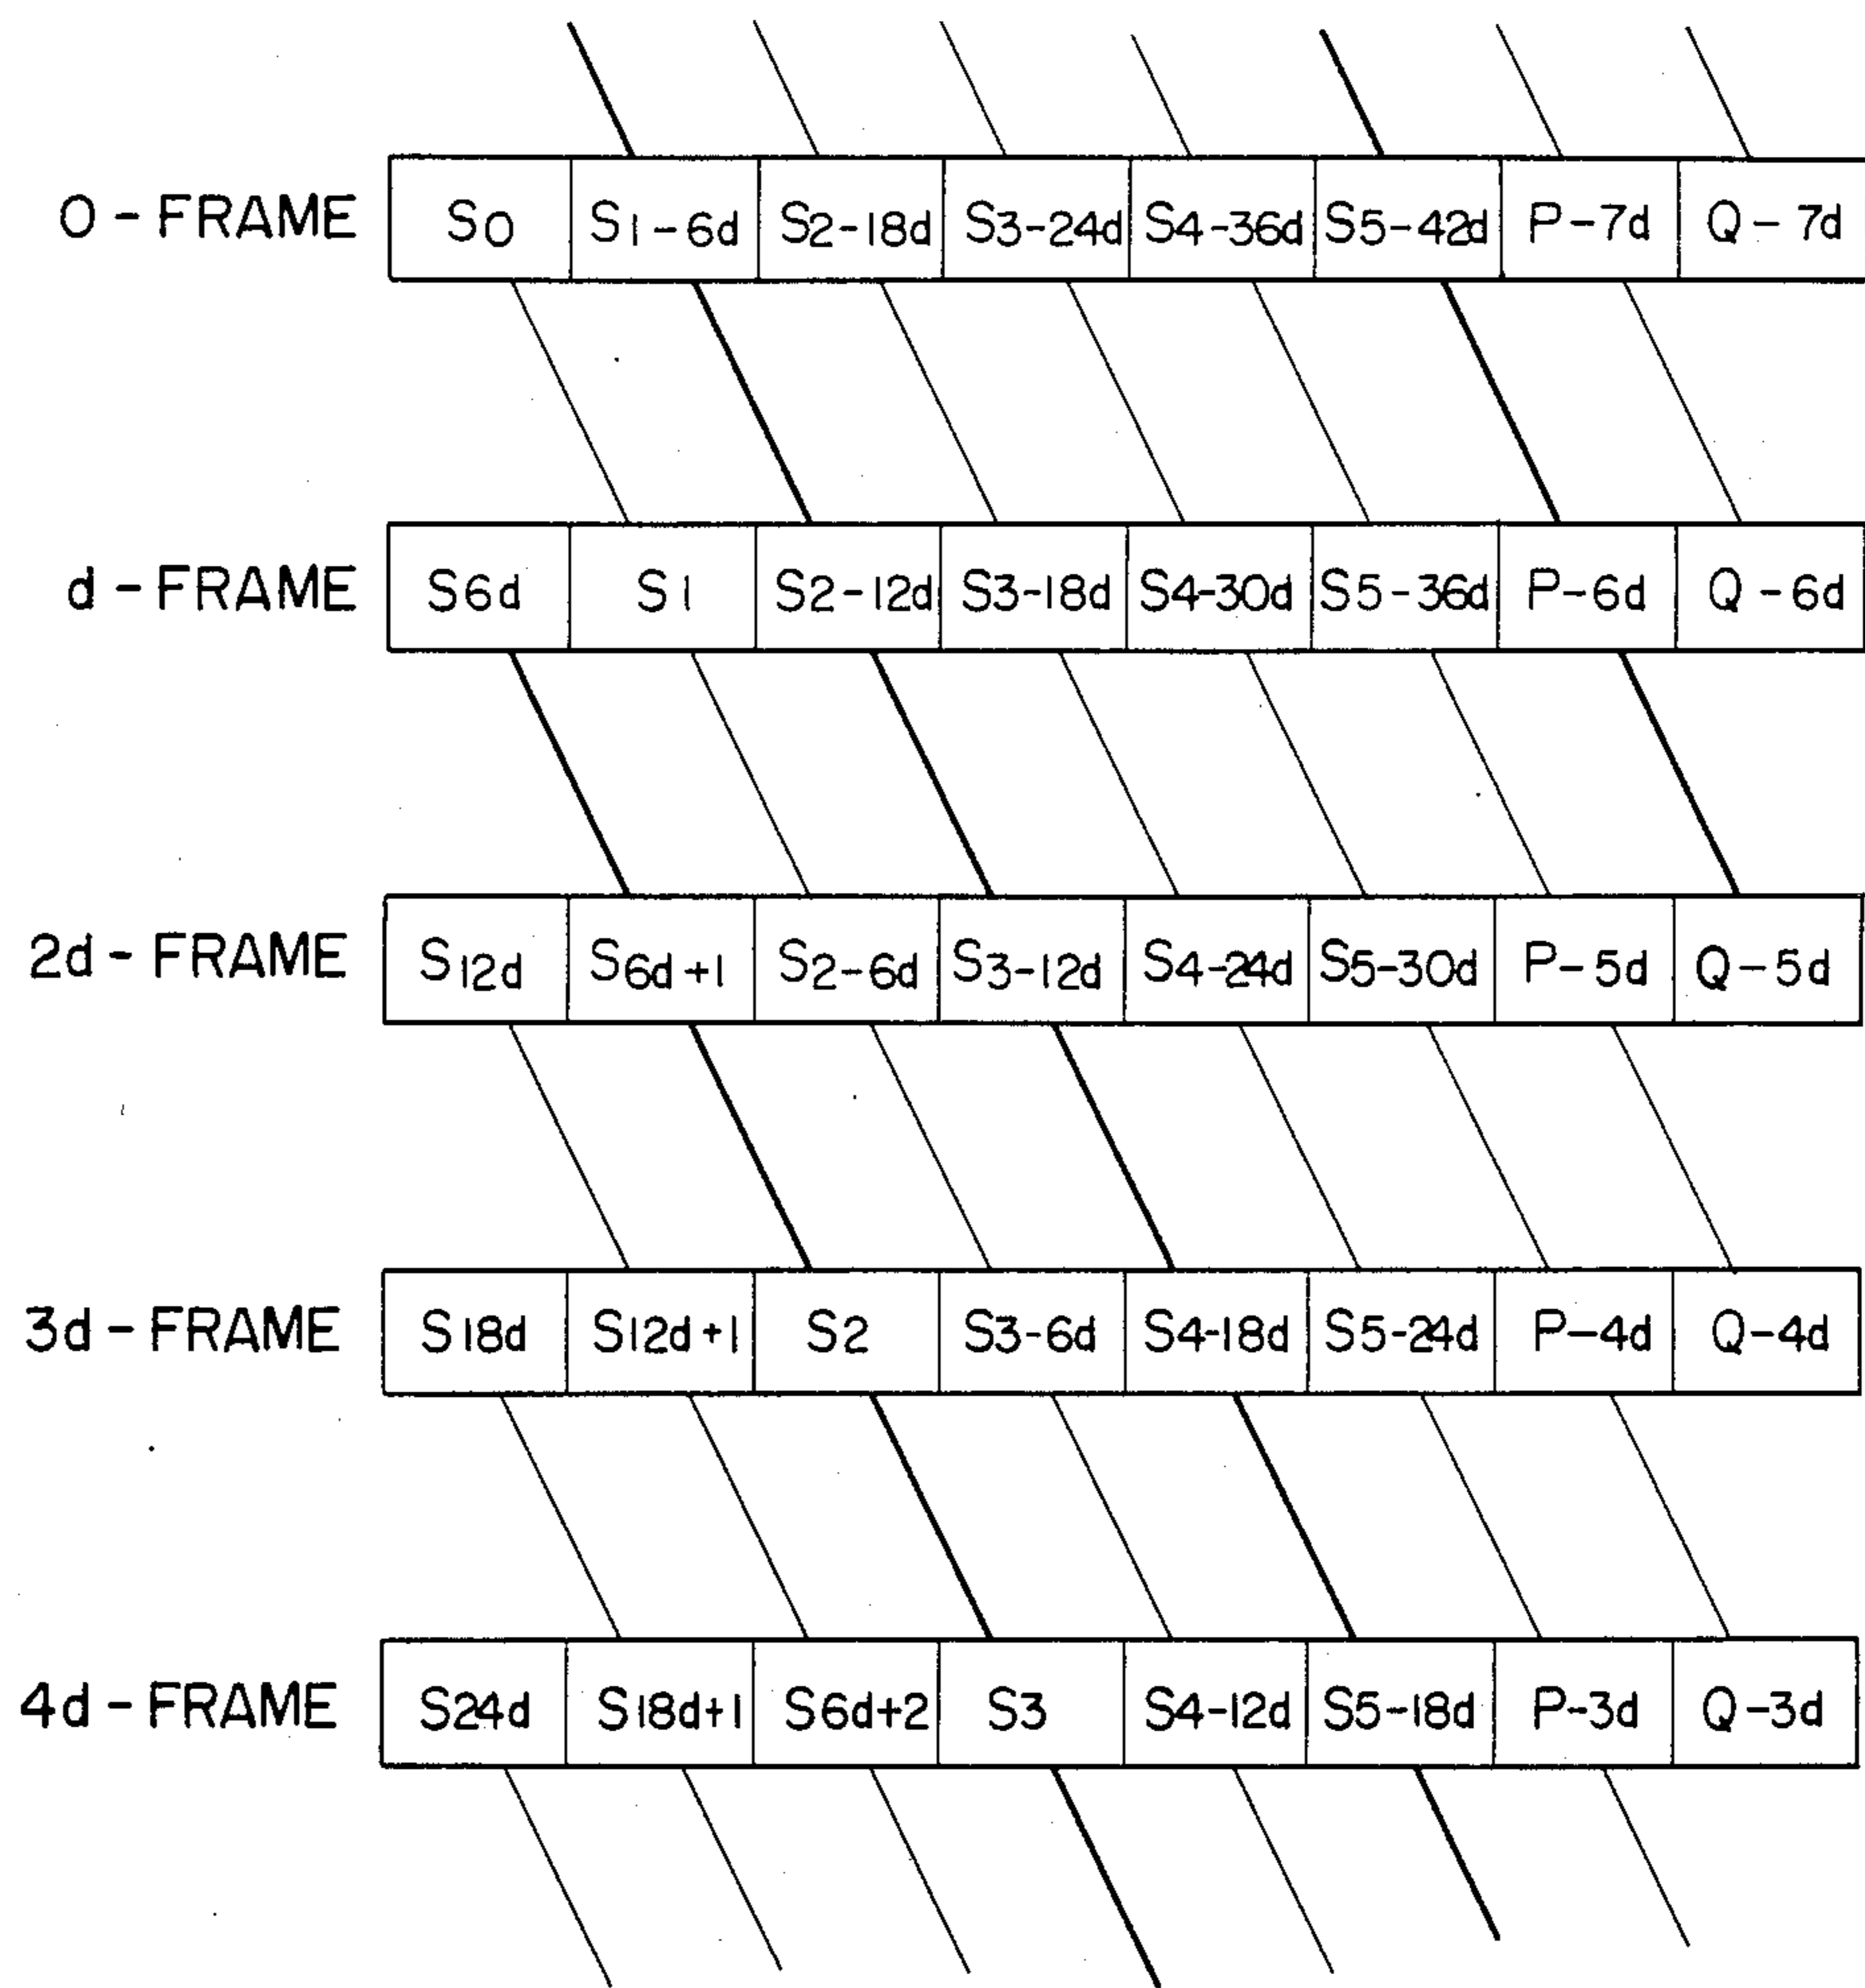 0-FRAME S0 S1-6d S2-18d S3-24d S4-36d S5-42d P-7d Q-7d
d-FRAME S6d S1 S2-12d S3-18d S4-30d S5-36d P-6d Q-6d
2d-FRAME S12d S6d+1 S2-6d S3-12d S4-24d S5-30d P-5d Q-5d
3d-FRAME S18d S12d+1 S2 S3-6d S4-18d S5-24d P-4d Q-4d
4d-FRAME S24d S18d+1 S6d+2 S3 S4-12d S5-18d P-3d Q-3d